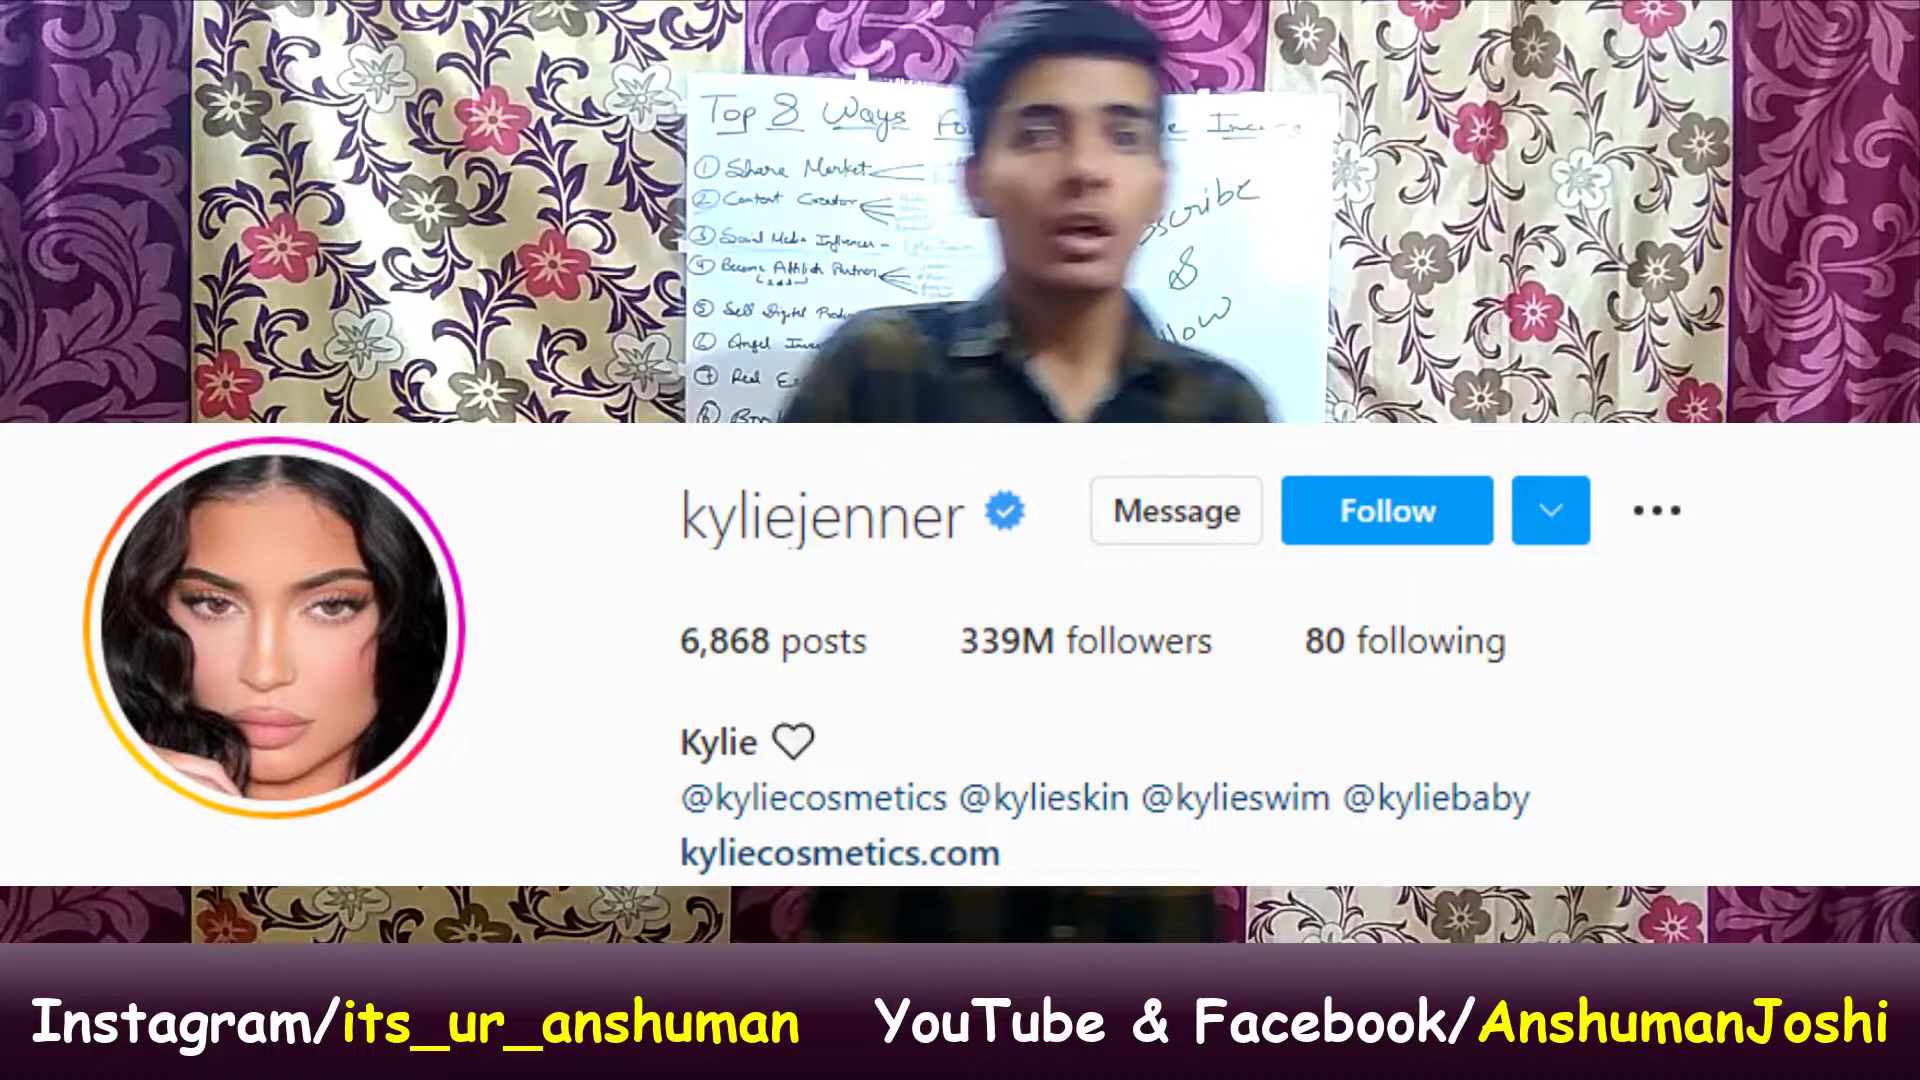 Top 8 Ways
① Share Market
② Content Creator
③ Social Media Influencer -
④ Become Affiliate Partner
⑤ Sell Digital
⑥ Angel
⑦ Real
⑧
&
kyliejenner
Message
Follow
6,868 posts 339M followers 80 following
Kylie ♡
@kyliecosmetics @kylieskin @kylieswim @kyliebaby
kyliecosmetics.com
Instagram/its_ur_anshuman YouTube & Facebook/AnshumanJoshi